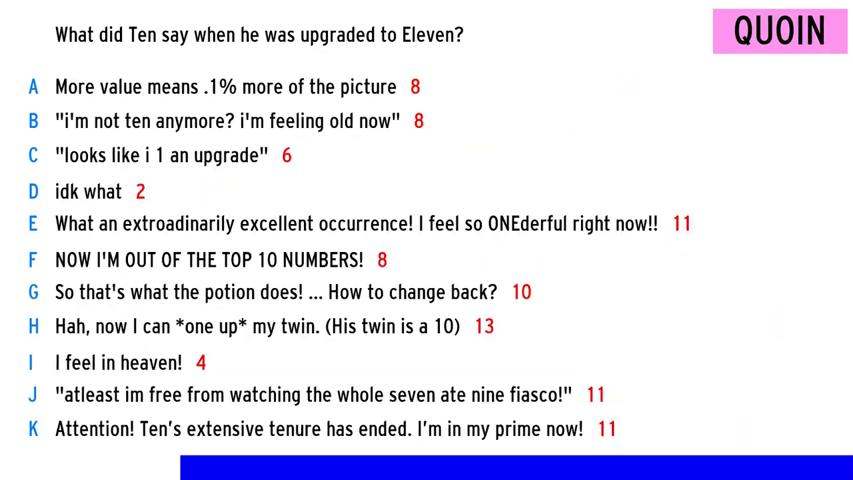 What did Ten say when he was upgraded to Eleven?
QUOIN
A More value means .1% more of the picture 8
B "i'm not ten anymore? i'm feeling old now" 8
C "looks like i 1 an upgrade" 6
D idk what 2
E What an extroadinarily excellent occurrence! I feel so ONEderful right now!! 11
F NOW I'M OUT OF THE TOP 10 NUMBERS! 8
G So that's what the potion does! ... How to change back? 10
H Hah, now I can *one up* my twin. (His twin is a 10) 13
I I feel in heaven! 4
J "atleast im free from watching the whole seven ate nine fiasco!" 11
K Attention! Ten’s extensive tenure has ended. I’m in my prime now! 11